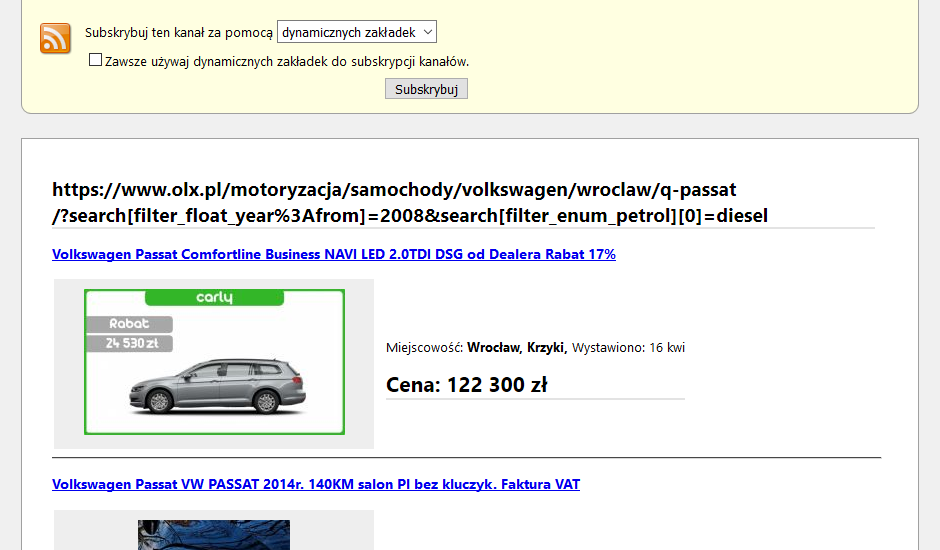 Subskrybuj ten kanał za pomocą dynamicznych zakładek
Zawsze używaj dynamicznych zakładek do subskrypcji kanałów.
Subskrybuj
https://www.olx.pl/motoryzacja/samochody/volkswagen/wroclaw/q-passat
/?search[filter_float_year%3Afrom]=2008&search[filter_enum_petrol][0]=diesel
Volkswagen Passat Comfortline Business NAVI LED 2.0TDI DSG od Dealera Rabat 17%
carly
Rabat
24 530 zł
Miejscowość: Wrocław, Krzyki, Wystawiono: 16 kwi
Cena: 122 300 zł
Volkswagen Passat VW PASSAT 2014r. 140KM salon Pl bez kluczyk. Faktura VAT